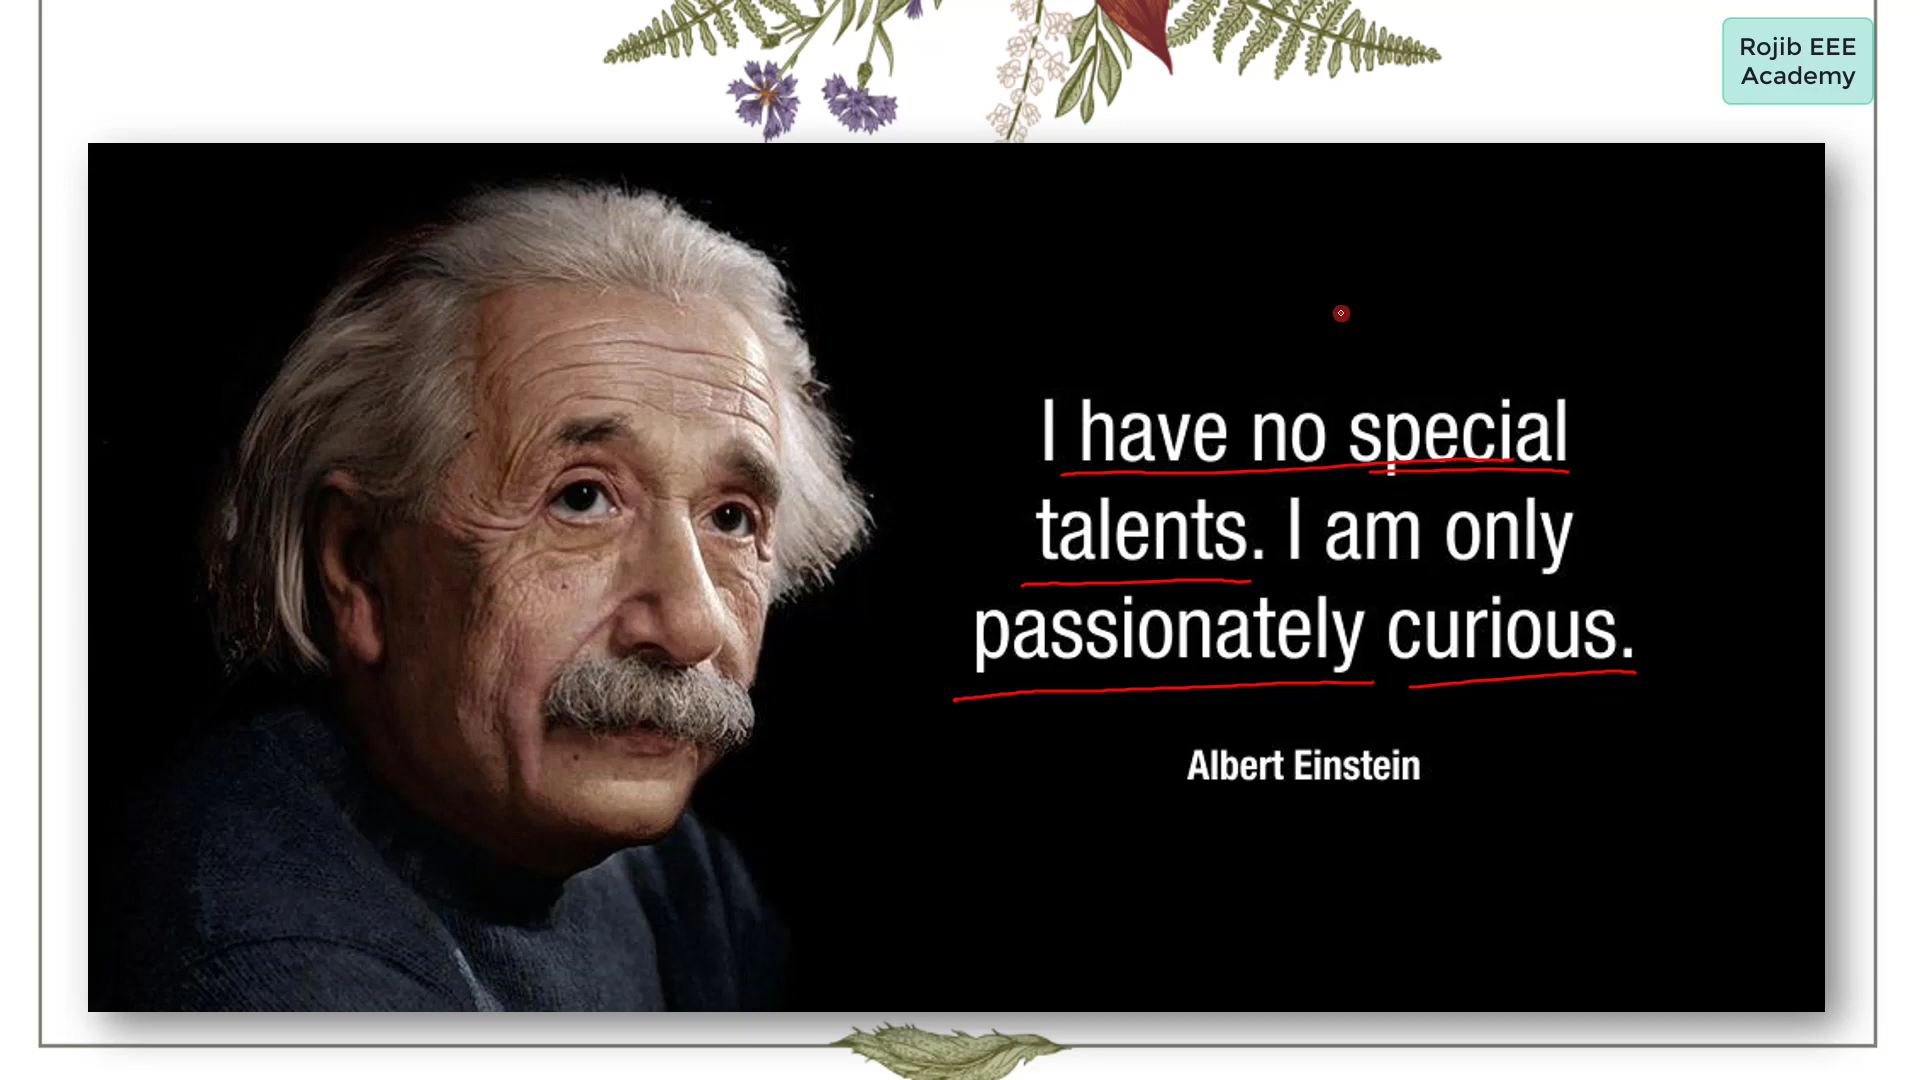 Rojib EEE
Academy
I have no special
talents. I am only
passionately curious.
Albert Einstein